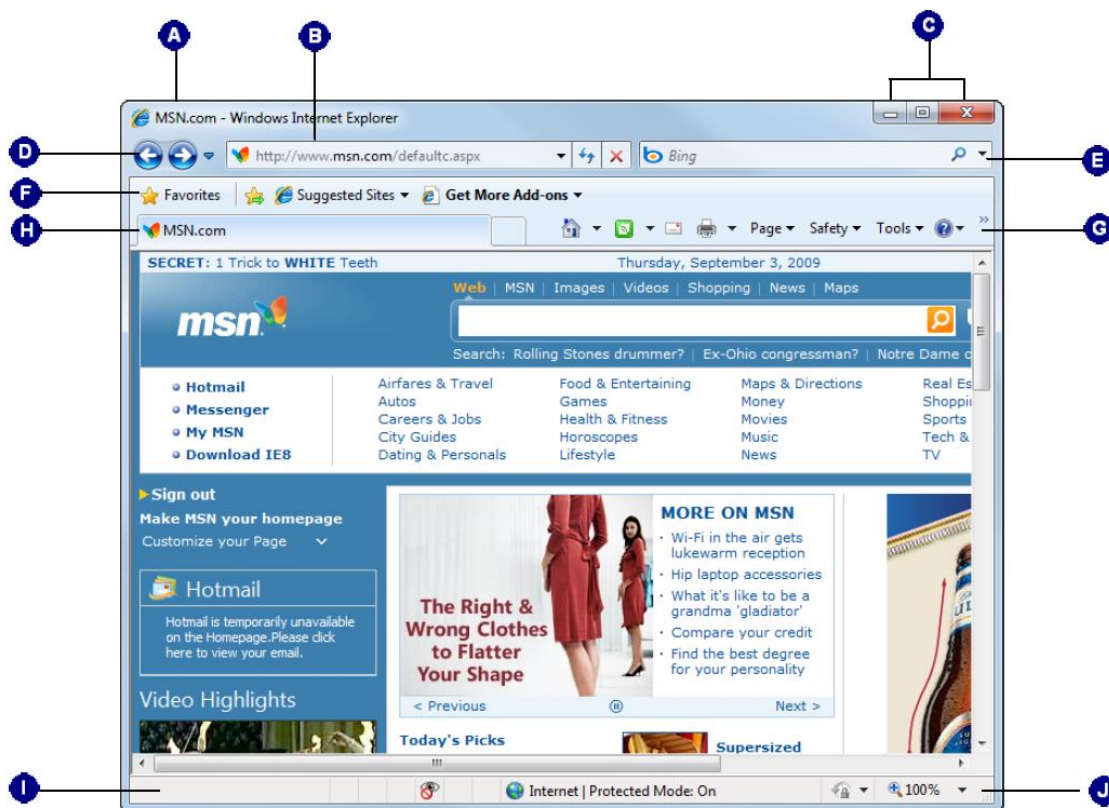 A
B
C
MSN.com - Windows Internet Explorer
D
http://www.msn.com/defaultc.aspx
Bing
E
F
Favorites
Suggested Sites
Get More Add-ons
H
MSN.com
Page
Safety
Tools
G
SECRET: 1 Trick to WHITE Teeth
Thursday, September 3, 2009
Web | MSN | Images | Videos | Shopping | News | Maps
msn
Search: Rolling Stones drummer? | Ex-Ohio congressman? | Notre Dame
Hotmail
Messenger
My MSN
Download IE8
Airfares & Travel
Autos
Careers & Jobs
City Guides
Dating & Personals
Food & Entertaining
Games
Health & Fitness
Horoscopes
Lifestyle
Maps & Directions
Money
Movies
Music
News
Real Es
Shoppi
Sports
Tech &
TV
Sign out
Make MSN your homepage
Customize your Page
Hotmail
Hotmail is temporarily unavailable
on the Homepage.Please click
here to view your email.
Video Highlights
The Right &
Wrong Clothes
to Flatter
Your Shape
MORE ON MSN
Wi-Fi in the air gets
lukewarm reception
Hip laptop accessories
What it's like to be a
grandma 'gladiator'
Compare your credit
Find the best degree
for your personality
< Previous
Next >
Today's Picks
Supersized
I
Internet | Protected Mode: On
100%
J